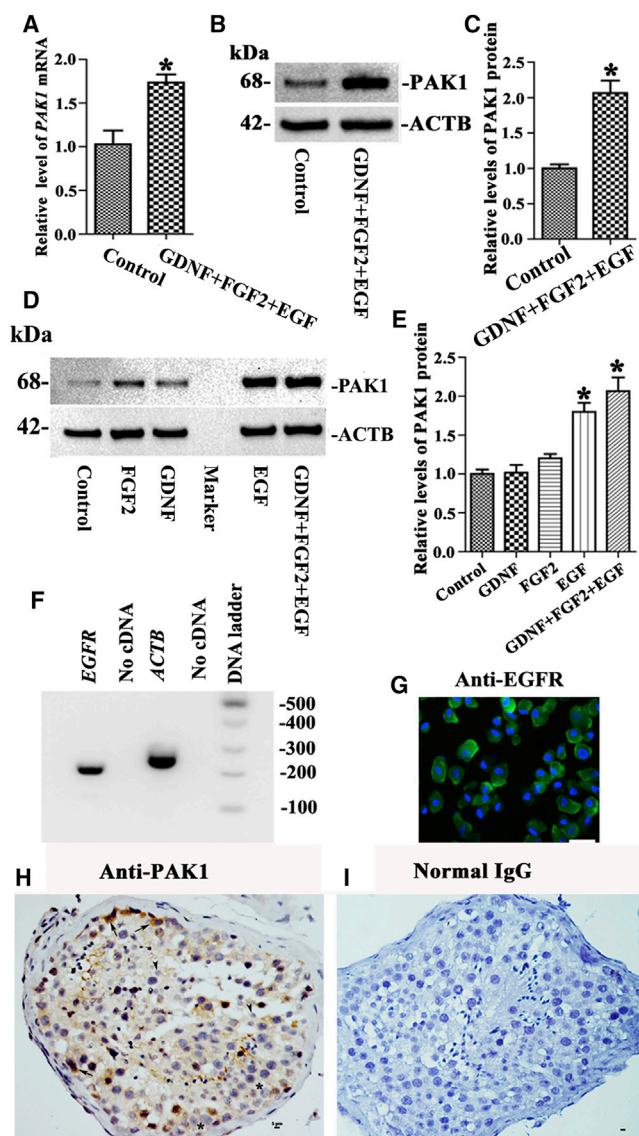 A
Relative level of PAK1 mRNA
2.0
1.5
1.0
0.5
0.0
*
Control
GDNF+FGF2+EGF
B
kDa
68-
-PAK1
42-
-ACTB
Control
GDNF+FGF2+EGF
C
Relative levels of PAK1 protein
2.5
2.0
1.5
1.0
0.5
0.0
*
Control
GDNF+FGF2+EGF
D
kDa
68-
-PAK1
42-
-ACTB
Control
FGF2
GDNF
Marker
EGF
GDNF+FGF2+EGF
E
Relative levels of PAK1 protein
2.5
2.0
1.5
1.0
0.5
0.0
*
*
Control
GDNF
FGF2
EGF
GDNF+FGF2+EGF
F
EGFR
No cDNA
ACTB
No cDNA
DNA ladder
-500
-400
-300
-200
-100
G
Anti-EGFR
H
Anti-PAK1
*
*
I
Normal IgG